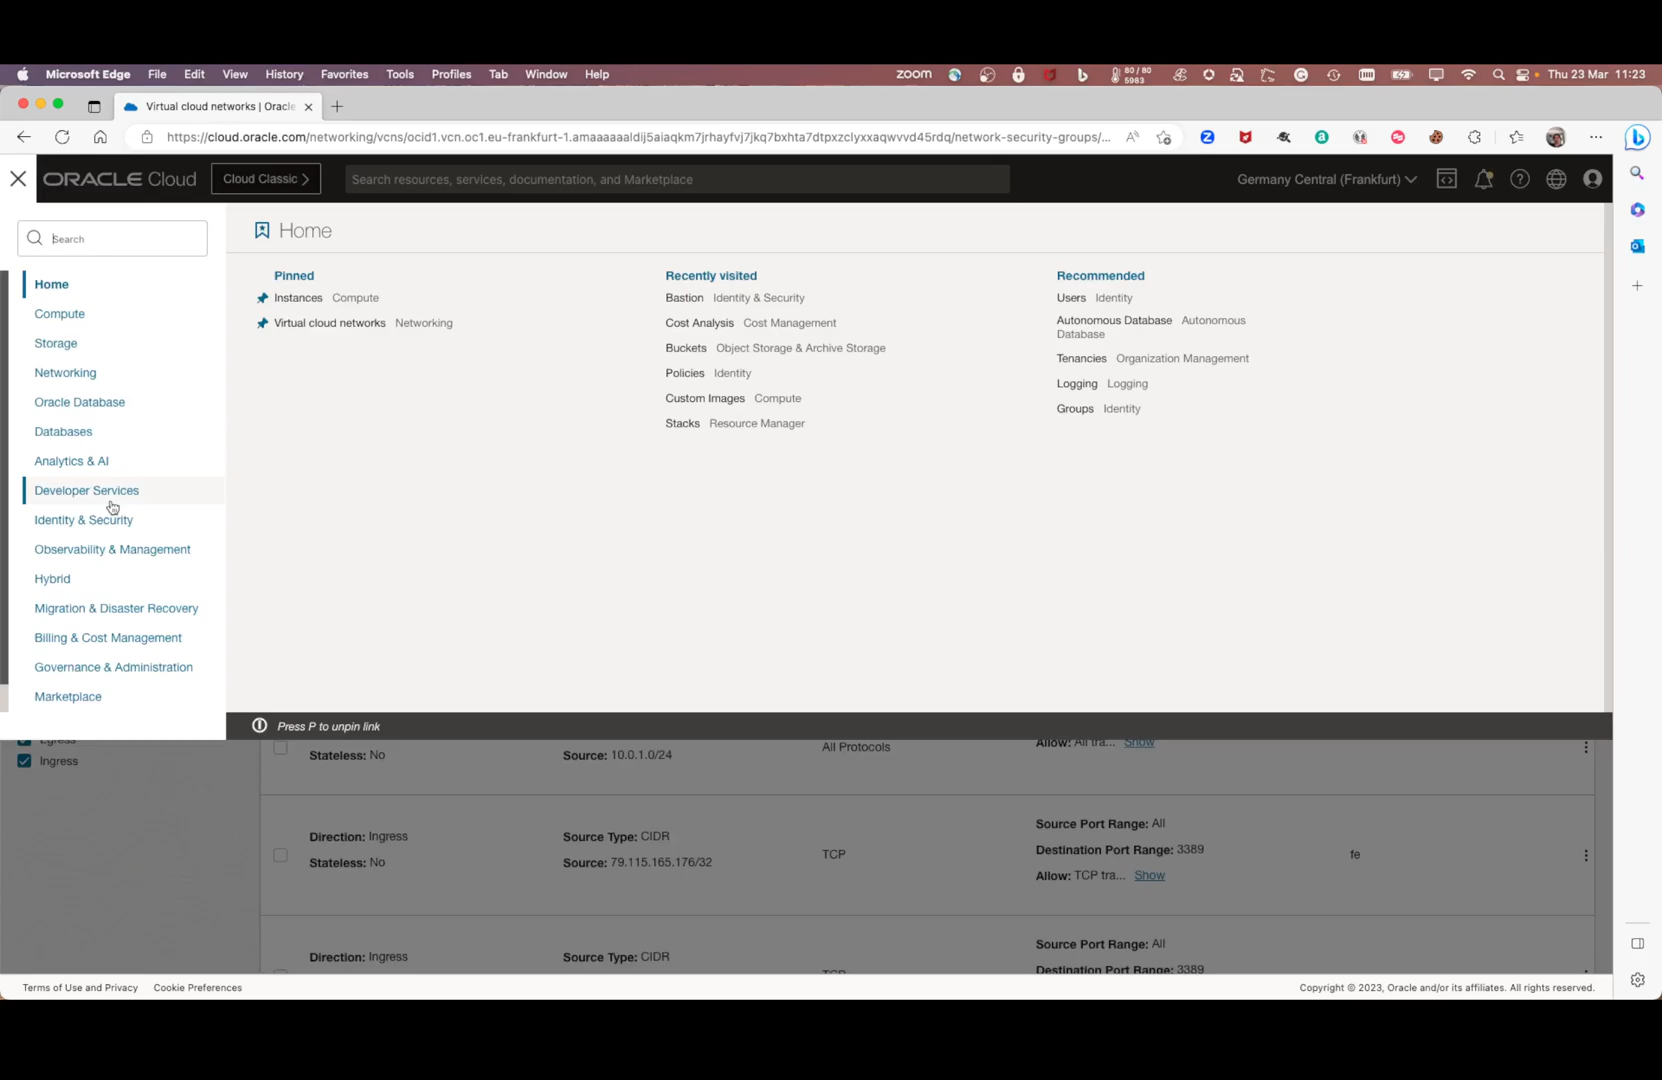 Microsoft Edge File Edit View History Favorites Tools Tab Window Help
zoom 80 / 80 5983 Thu 23 Mar 11:23
Virtual cloud networks | Oracle
https://cloud.oracle.com/networking/vcns/ocid1.vcn.oc1.eu-frankfurt-1.amaaaaaaldij5aiaqkm7jrhayfvj7jkq7bxhta7dtpxzclyxxaqwvvd45rdq/network-security-groups/...
ORACLE Cloud
Cloud Classic
Search resources, services, documentation, and Marketplace
Germany Central (Frankfurt)
Search
Home
Compute
Storage
Networking
Oracle Database
Databases
Analytics & AI
Developer Services
Identity & Security
Observability & Management
Hybrid
Migration & Disaster Recovery
Billing & Cost Management
Governance & Administration
Marketplace
Home
Pinned
Instances Compute
Virtual cloud networks Networking
Recently visited
Bastion Identity & Security
Cost Analysis Cost Management
Buckets Object Storage & Archive Storage
Policies Identity
Custom Images Compute
Stacks Resource Manager
Recommended
Users Identity
Autonomous Database Autonomous
Database
Tenancies Organization Management
Logging Logging
Groups Identity
Press P to unpin link
Egress
Ingress
Stateless: No
Source: 10.0.1.0/24
All Protocols
Allow: All tra... Show
Direction: Ingress
Stateless: No
Source Type: CIDR
Source: 79.115.165.176/32
TCP
Source Port Range: All
Destination Port Range: 3389
Allow: TCP tra... Show
fe
Direction: Ingress
Source Type: CIDR
TCP
Source Port Range: All
Destination Port Range: 3389
Terms of Use and Privacy Cookie Preferences
Copyright © 2023, Oracle and/or its affiliates. All rights reserved.